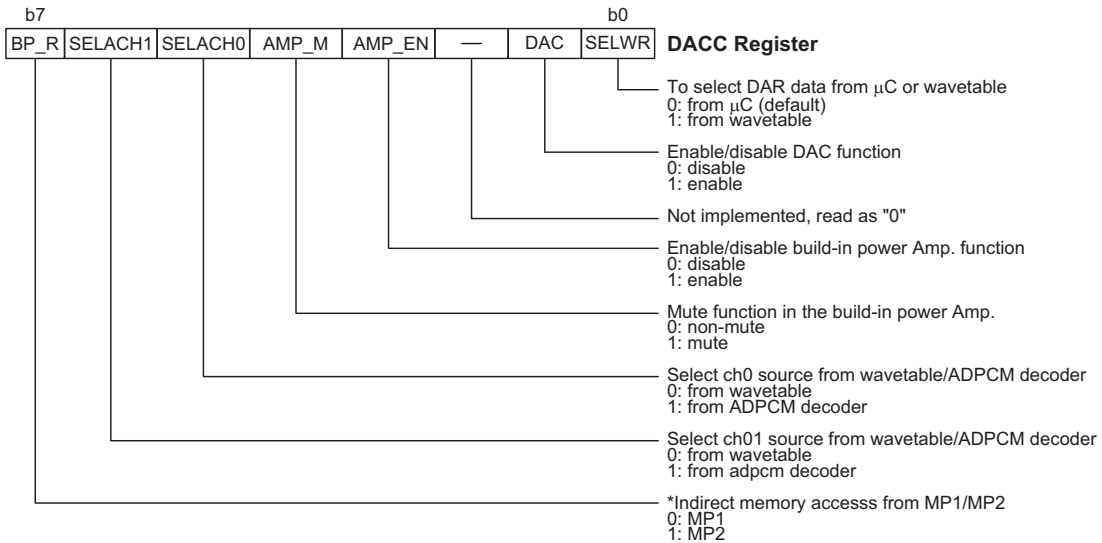 b7 b0
BP_R SELACH1 SELACH0 AMP_M AMP_EN — DAC SELWR DACC Register
To select DAR data from μC or wavetable
0: from μC (default)
1: from wavetable
Enable/disable DAC function
0: disable
1: enable
Not implemented, read as "0"
Enable/disable build-in power Amp. function
0: disable
1: enable
Mute function in the build-in power Amp.
0: non-mute
1: mute
Select ch0 source from wavetable/ADPCM decoder
0: from wavetable
1: from ADPCM decoder
Select ch01 source from wavetable/ADPCM decoder
0: from wavetable
1: from adpcm decoder
*Indirect memory accesss from MP1/MP2
0: MP1
1: MP2